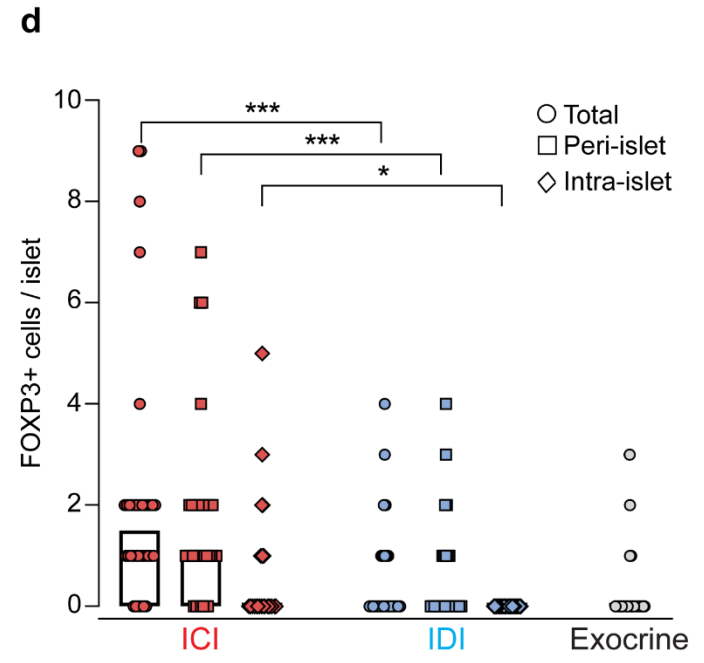 d
FOXP3+ cells / islet
10
8
6
4
2
0
***
***
*
Total
Peri-islet
Intra-islet
ICI
IDI
Exocrine